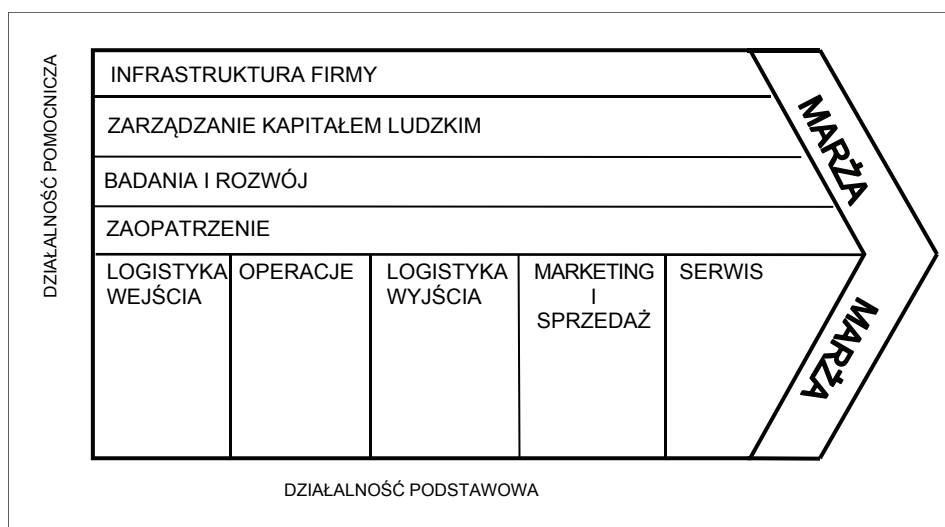 DZIAŁALNOŚĆ POMOCNICZA
INFRASTRUKTURA FIRMY
ZARZĄDZANIE KAPITAŁEM LUDZKIM
BADANIA I ROZWÓJ
ZAOPATRZENIE
MARŻA
LOGISTYKA
WEJŚCIA
OPERACJE
LOGISTYKA
WYJŚCIA
MARKETING
I
SPRZEDAŻ
SERWIS
MARŻA
DZIAŁALNOŚĆ PODSTAWOWA